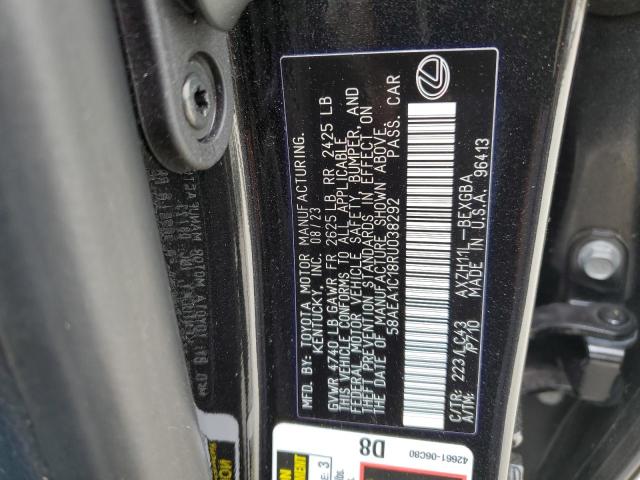 MFD. BY: TOYOTA MOTOR MANUFACTURING.
KENTUCKY, INC. 08/23
GVWR 4740 LB GAWR FR 2625 LB RR 2425 LB
THIS VEHICLE CONFORMS TO ALL APPLICABLE
FEDERAL MOTOR VEHICLE SAFETY, BUMPER, AND
THEFT PREVENTION STANDARDS IN EFFECT ON
THE DATE OF MANUFACTURE SHOWN ABOVE.
58AEA1C18RU038292 PASS. CAR
C/TR: 223/LC43 AXZH11L-BEXGBA
A/TM: /P710 MADE IN U.S.A. 96413
D8
42661-06C80
3